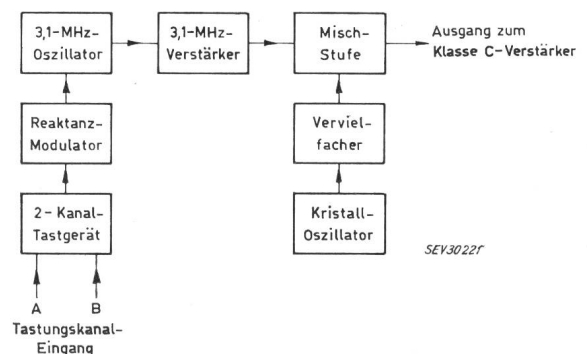 3,1-MHz-
Oszillator
3,1-MHz-
Verstärker
Misch-
Stufe
Ausgang zum
Klasse C-Verstärker
Reaktanz-
Modulator
Verviel-
facher
2-Kanal-
Tastgerät
Kristall-
Oszillator
SEV30221
A
B
Tastungskanal-
Eingang